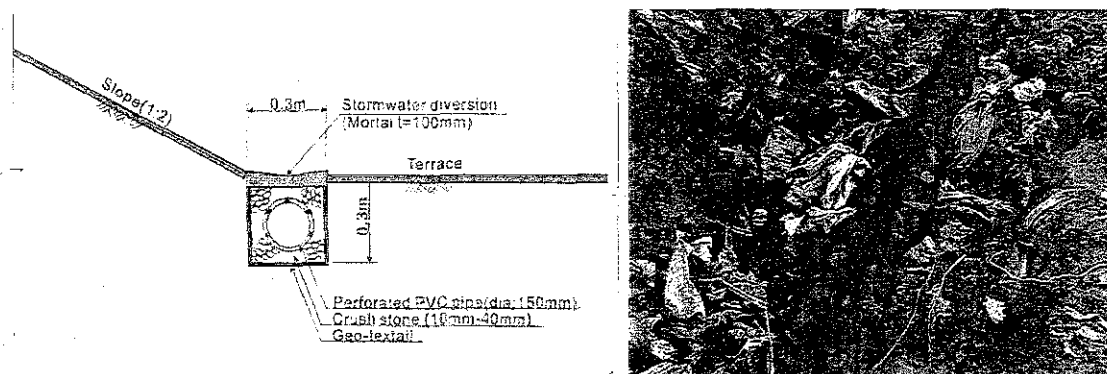 Slope(1:2)
0.3m
Stormwater diversion
(Mortal t=100mm)
Terrace
0.3m
Perforated PVC pipe(dia:150mm)
Crush stone (10mm-40mm)
Geo-textail